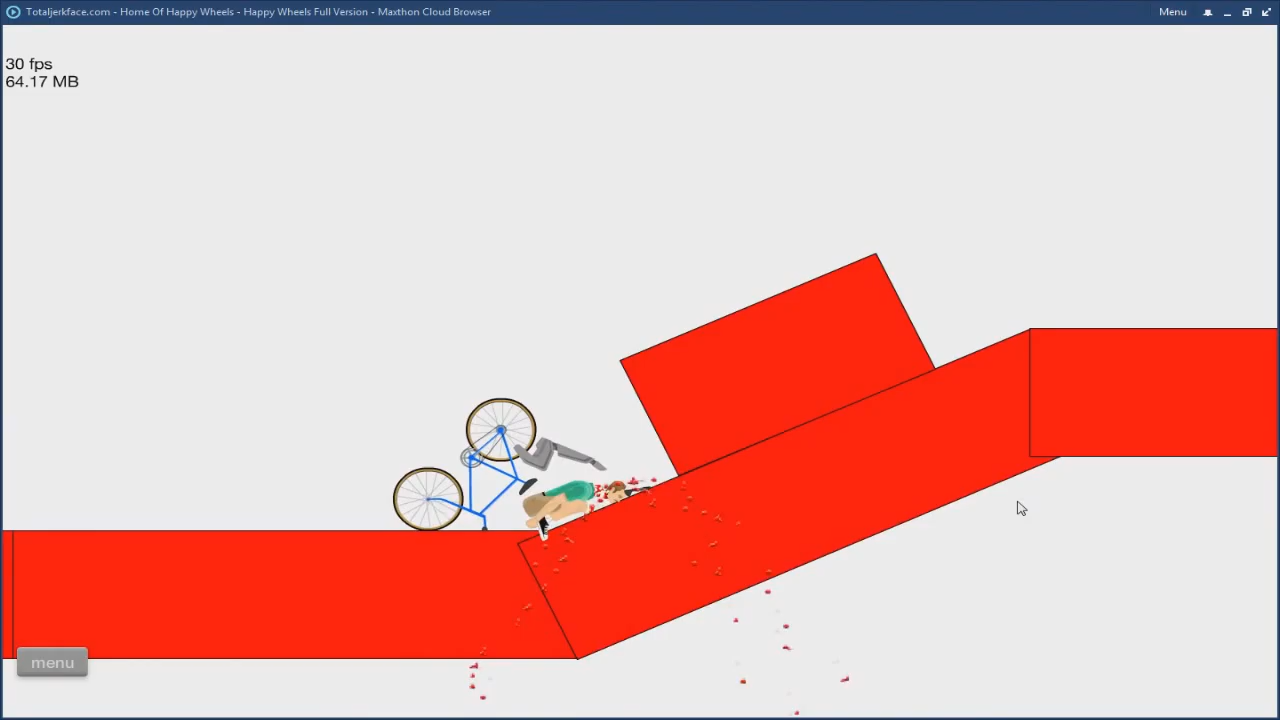 Totaljerkface.com - Home Of Happy Wheels - Happy Wheels Full Version - Maxthon Cloud Browser
Menu
30 fps
64.17 MB
menu